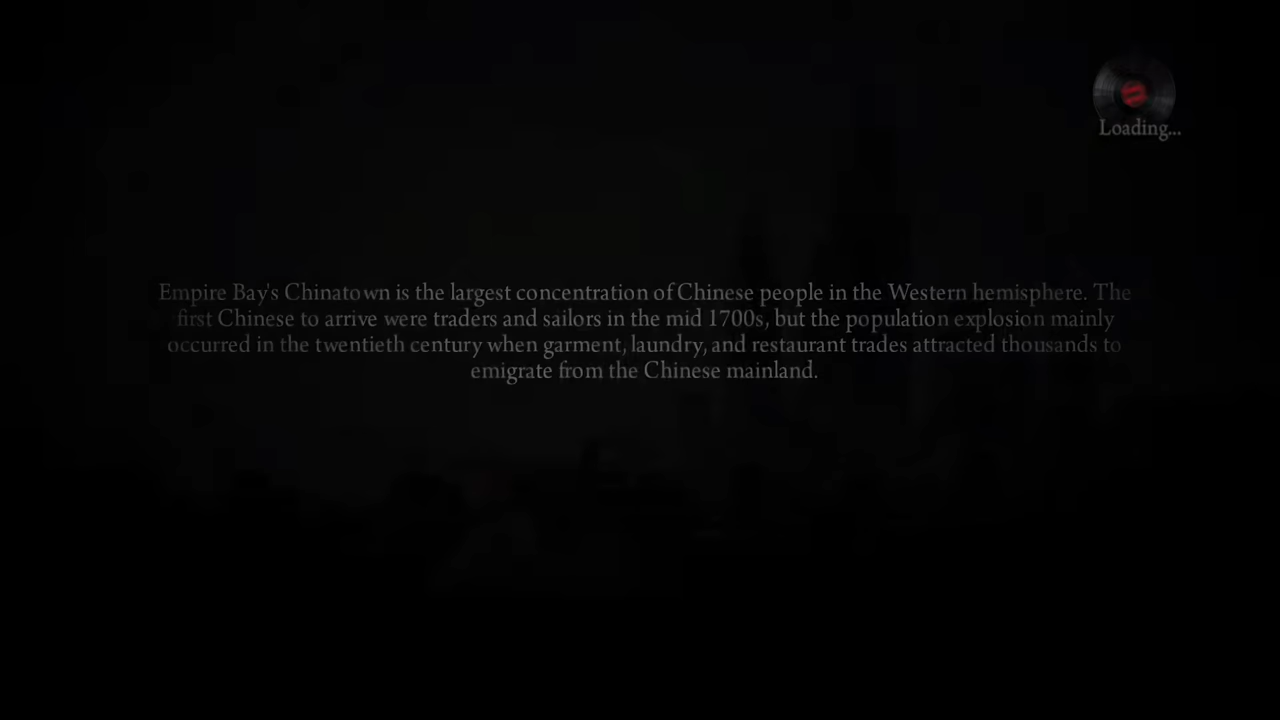 Loading...
Empire Bay's Chinatown is the largest concentration of Chinese people in the Western hemisphere. The
first Chinese to arrive were traders and sailors in the mid 1700s, but the population explosion mainly
occurred in the twentieth century when garment, laundry, and restaurant trades attracted thousands to
emigrate from the Chinese mainland.